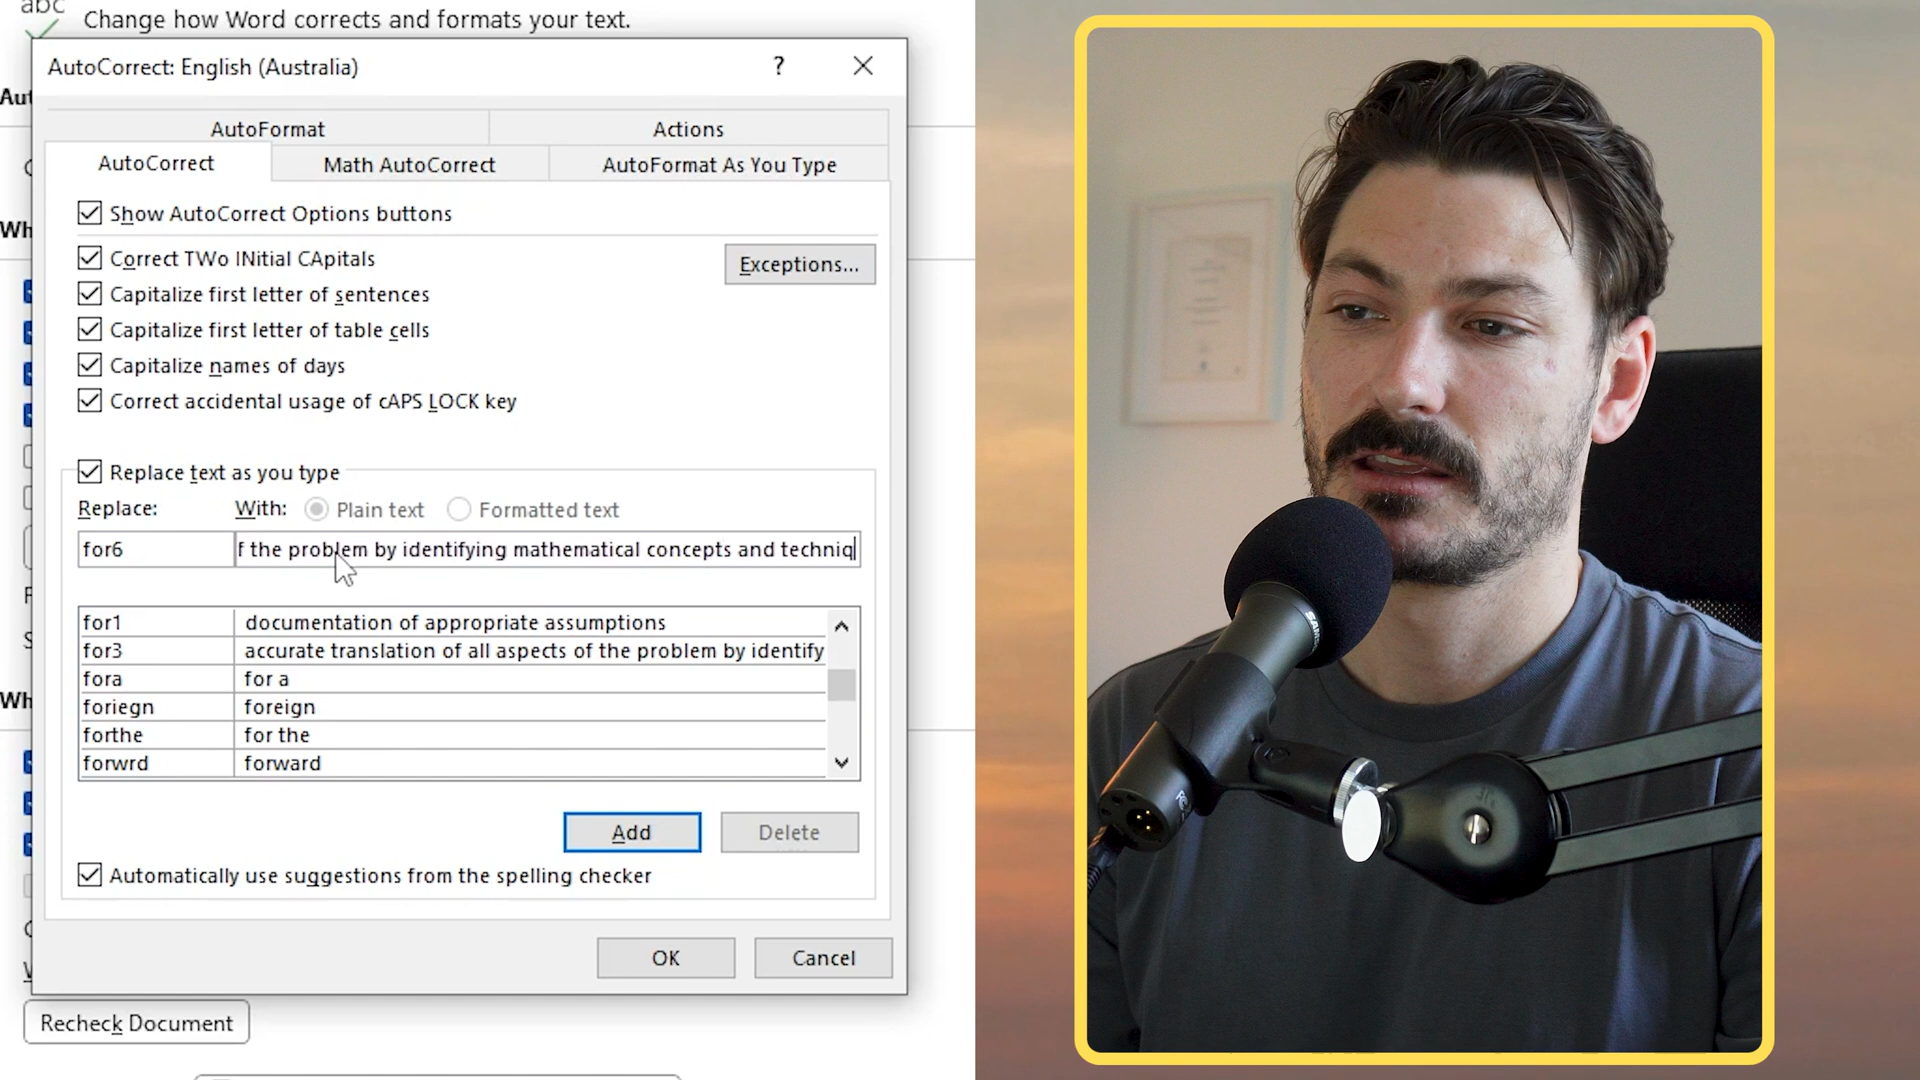 abc
Change how Word corrects and formats your text.
AutoCorrect: English (Australia)
?
AutoFormat
Actions
AutoCorrect
Math AutoCorrect
AutoFormat As You Type
Show AutoCorrect Options buttons
Correct TWo INitial CApitals
Exceptions...
Capitalize first letter of sentences
Capitalize first letter of table cells
Capitalize names of days
Correct accidental usage of cAPS LOCK key
Replace text as you type
Replace:
With:
Plain text
Formatted text
for6
f the problem by identifying mathematical concepts and techniq
for1
documentation of appropriate assumptions
for3
accurate translation of all aspects of the problem by identify
fora
for a
foriegn
foreign
forthe
for the
forwrd
forward
Add
Delete
Automatically use suggestions from the spelling checker
OK
Cancel
Recheck Document